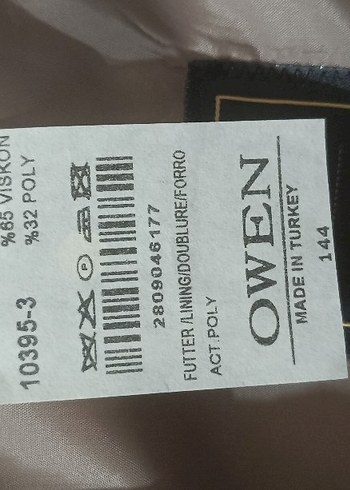 OWEN
MADE IN TURKEY
144
FUTTER /LINING/DOUBLURE/FORRO
ACT.POLY
2809046177
P
10395-3
%65 VISKON
%32 POLY